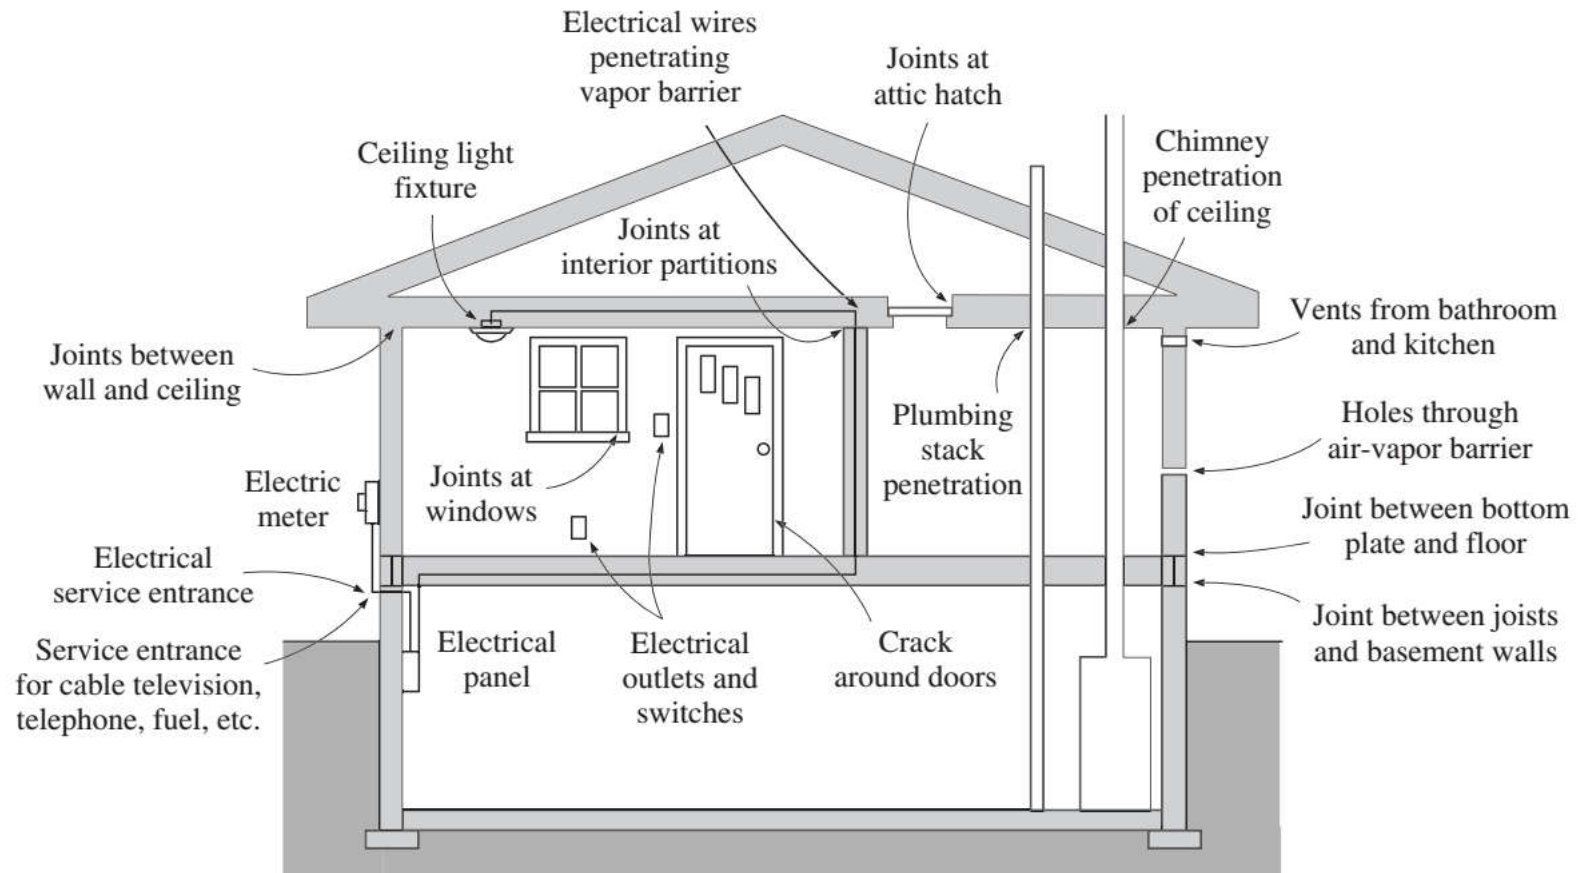 Electrical wires
penetrating
vapor barrier
Joints at
attic hatch
Ceiling light
fixture
Chimney
penetration
of ceiling
Joints at
interior partitions
Vents from bathroom
and kitchen
Joints between
wall and ceiling
Plumbing
stack
penetration
Holes through
air-vapor barrier
Joints at
windows
Electric
meter
Joint between bottom
plate and floor
Electrical
service entrance
Joint between joists
and basement walls
Service entrance
for cable television,
telephone, fuel, etc.
Electrical
panel
Electrical
outlets and
switches
Crack
around doors